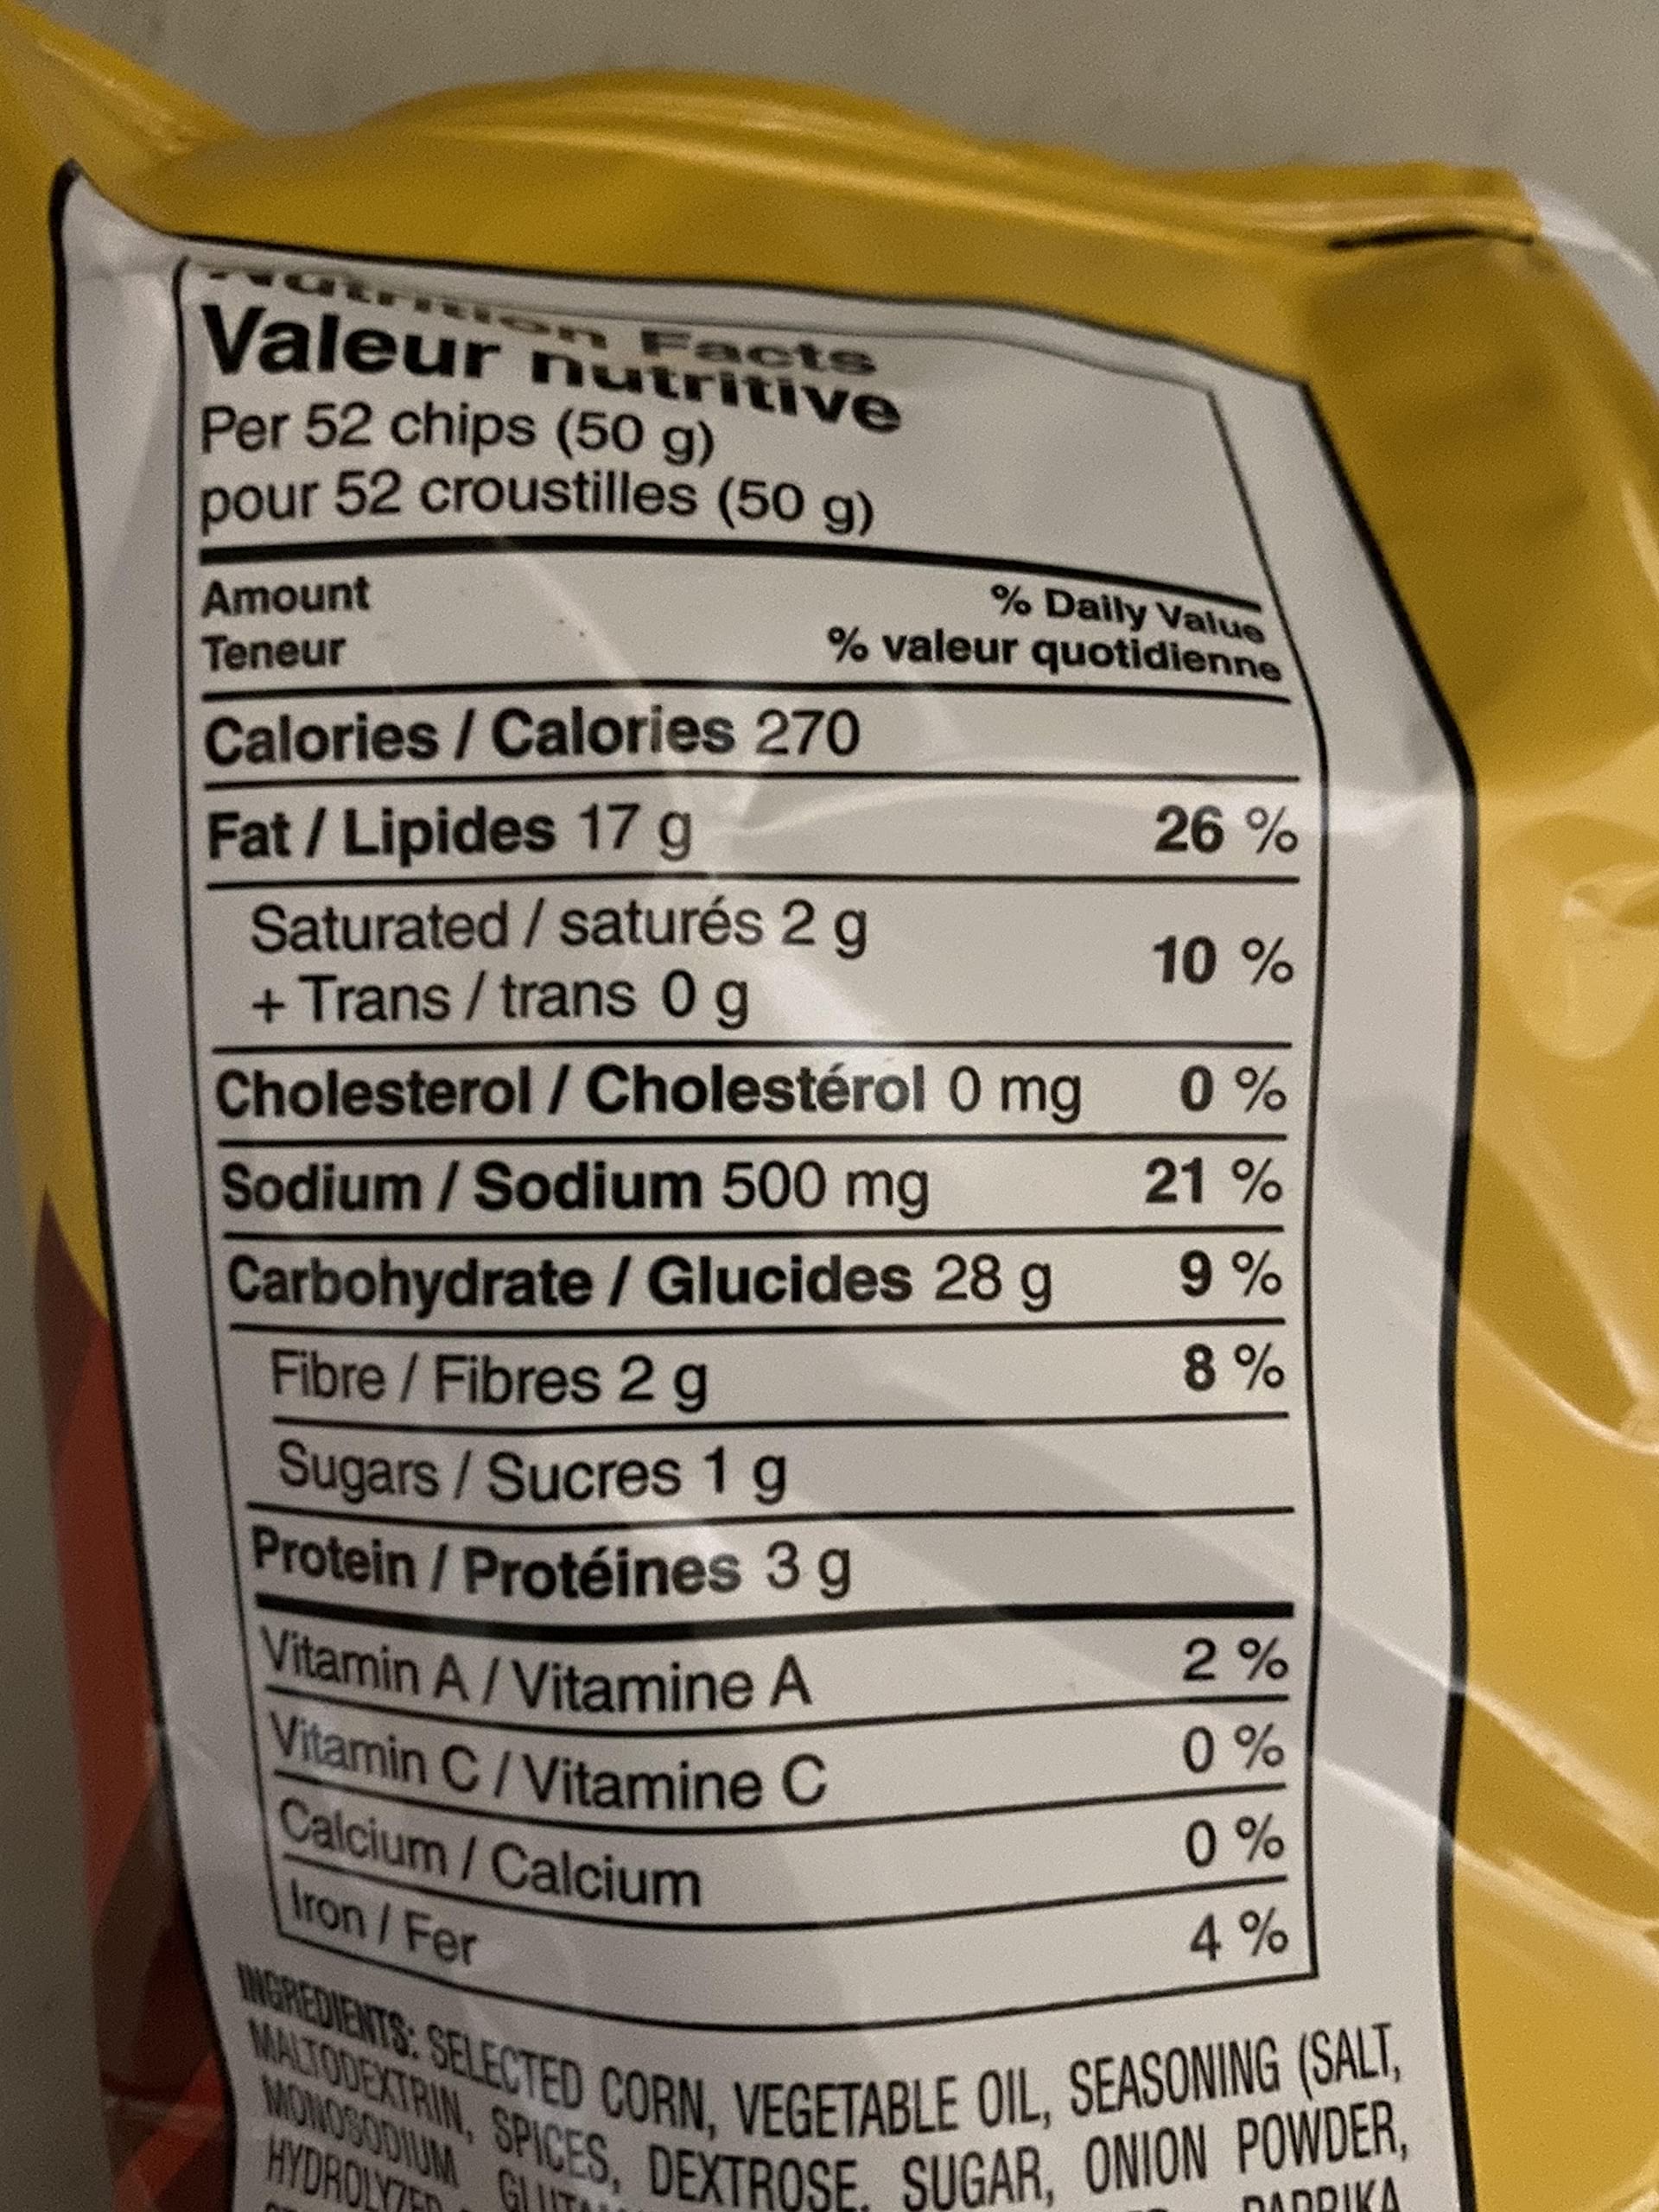 Nutrition Facts
Valeur nutritive
Per 52 chips (50 g)
pour 52 croustilles (50 g)
Amount % Daily Value
Teneur % valeur quotidienne
Calories / Calories 270
Fat / Lipides 17 g 26 %
Saturated / saturés 2 g
+ Trans / trans 0 g 10 %
Cholesterol / Cholestérol 0 mg 0 %
Sodium / Sodium 500 mg 21 %
Carbohydrate / Glucides 28 g 9 %
Fibre / Fibres 2 g 8 %
Sugars / Sucres 1 g
Protein / Protéines 3 g
Vitamin A / Vitamine A 2 %
Vitamin C / Vitamine C 0 %
Calcium / Calcium 0 %
Iron / Fer 4 %
INGREDIENTS: SELECTED CORN, VEGETABLE OIL, SEASONING (SALT,
MALTODEXTRIN, SPICES, DEXTROSE, SUGAR, ONION POWDER,
MONOSODIUM PAPRIKA